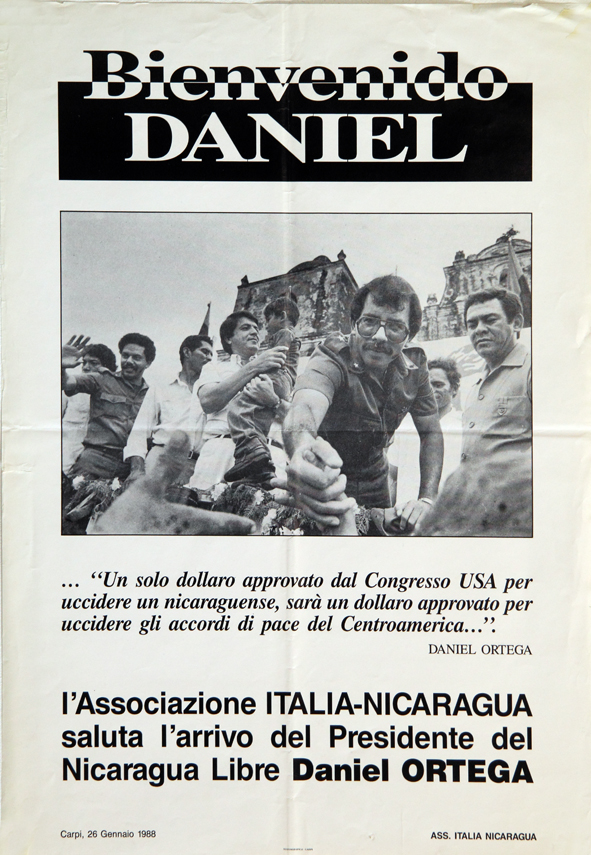 Bienvenido
DANIEL
... “Un solo dollaro approvato dal Congresso USA per
uccidere un nicaraguense, sarà un dollaro approvato per
uccidere gli accordi di pace del Centroamerica...”.
DANIEL ORTEGA
l'Associazione ITALIA-NICARAGUA
saluta l'arrivo del Presidente del
Nicaragua Libre Daniel ORTEGA
Carpi, 26 Gennaio 1988
ASS. ITALIA NICARAGUA